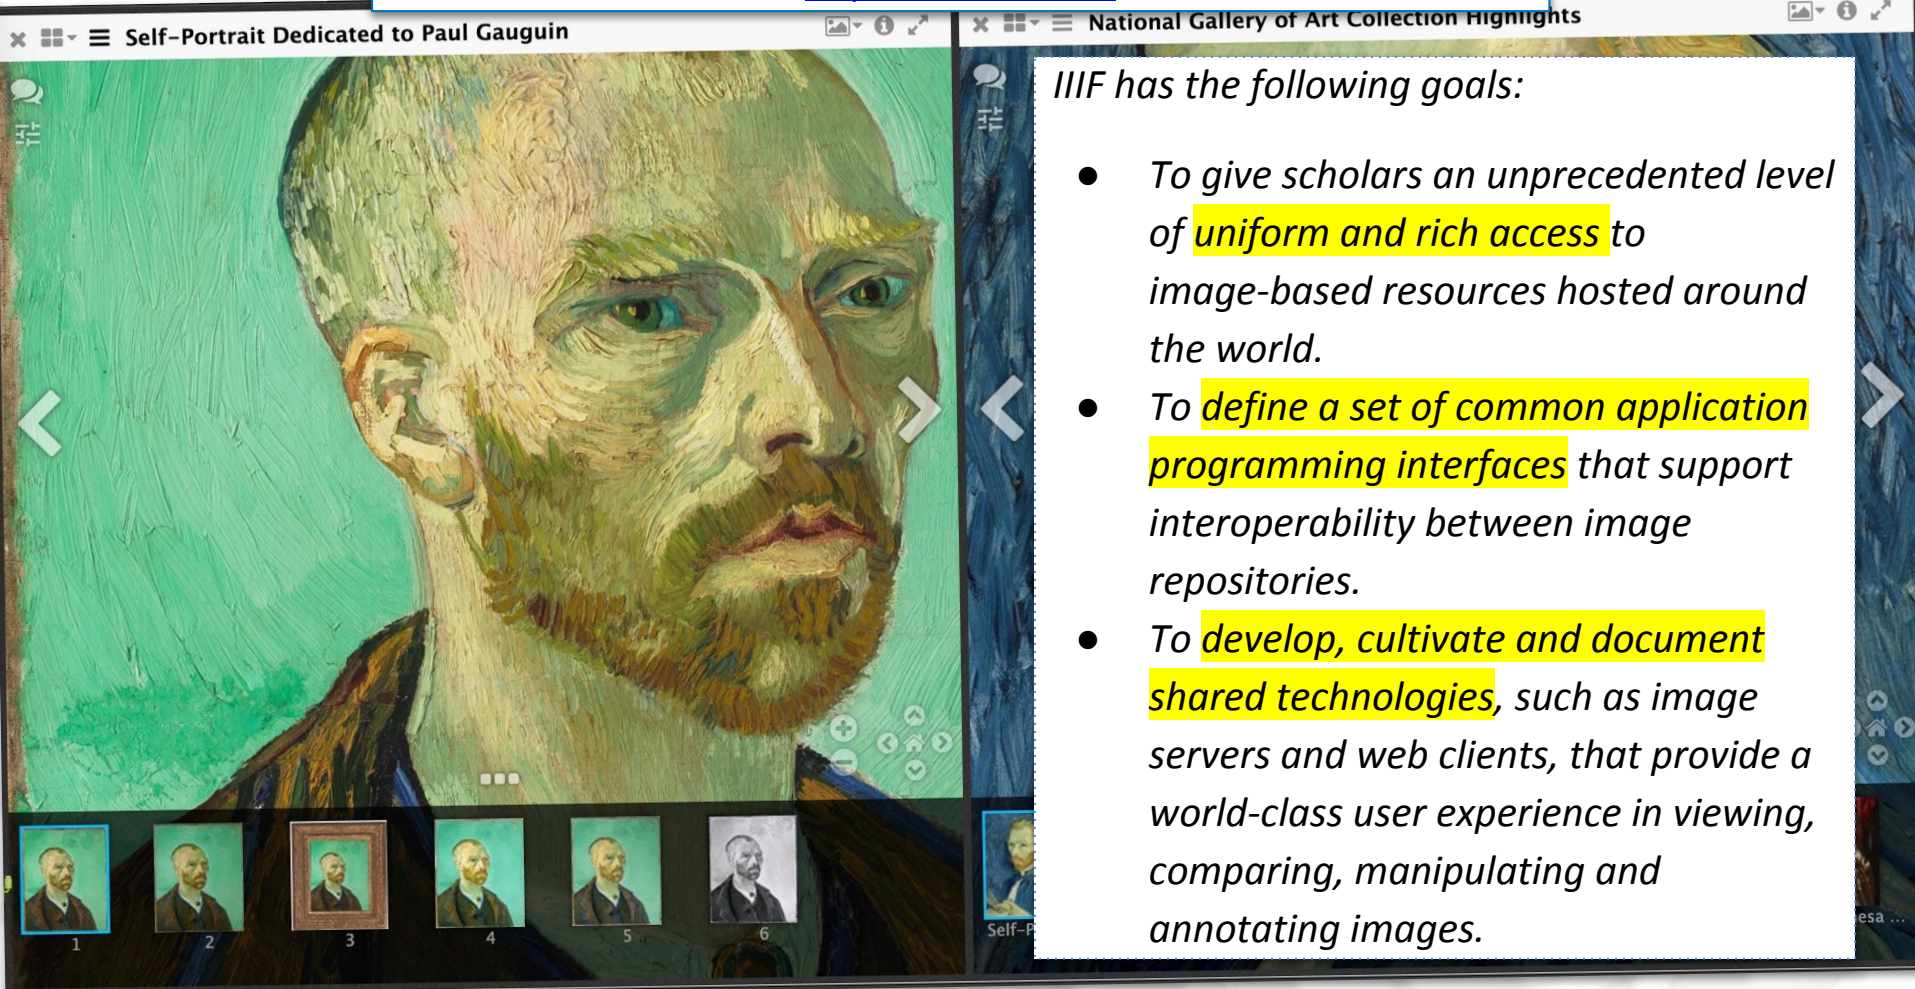 Self-Portrait Dedicated to Paul Gauguin
National Gallery of Art Collection Highlights
IIIF has the following goals:
● To give scholars an unprecedented level
of uniform and rich access to
image-based resources hosted around
the world.
● To define a set of common application
programming interfaces that support
interoperability between image
repositories.
● To develop, cultivate and document
shared technologies, such as image
servers and web clients, that provide a
world-class user experience in viewing,
comparing, manipulating and
annotating images.
1 2 3 4 5 6
Self-P
esa ...